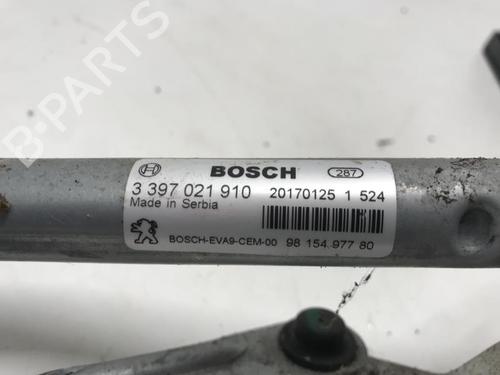 B-PARTS
BOSCH
287
3 397 021 910
20170125 1 524
Made in Serbia
BOSCH-EVA9-CEM-00
98 154.977 80